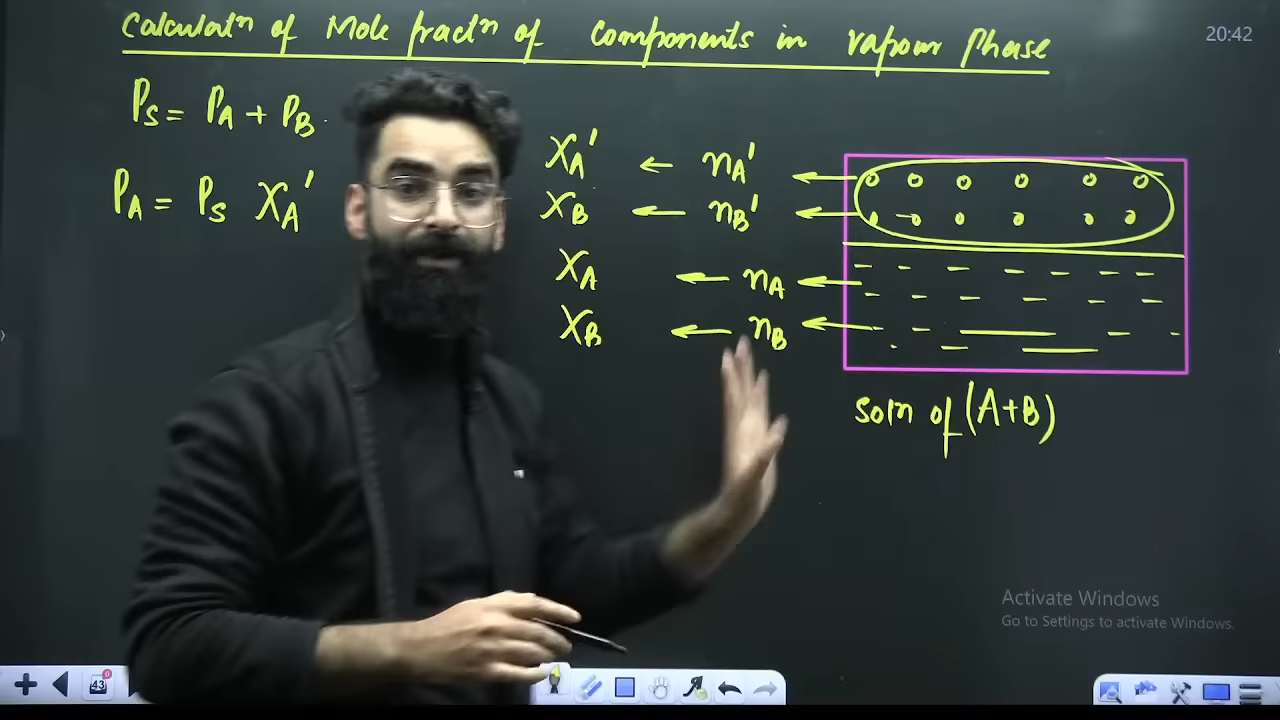 Calculatⁿ of Mole fractⁿ of components in vapour Phase
20:42
Ps = PA + PB
PA = Ps XA'
XA' ← nA'
XB ← nB'
XA ← nA
XB ← nB
soln of (A+B)
Activate Windows
Go to Settings to activate Windows.
43
0